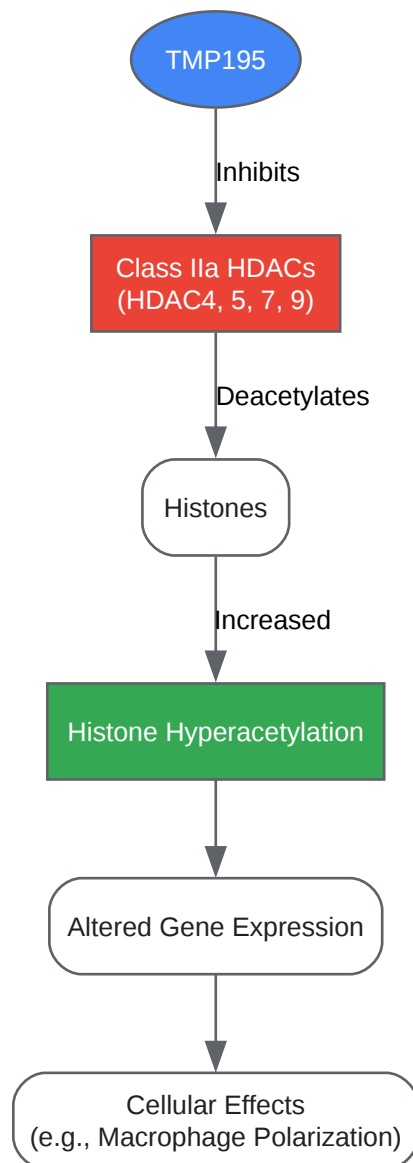 TMP195
Inhibits
Class IIa HDACs
(HDAC4, 5, 7, 9)
Deacetylates
Histones
Increased
Histone Hyperacetylation
Altered Gene Expression
Cellular Effects
(e.g., Macrophage Polarization)